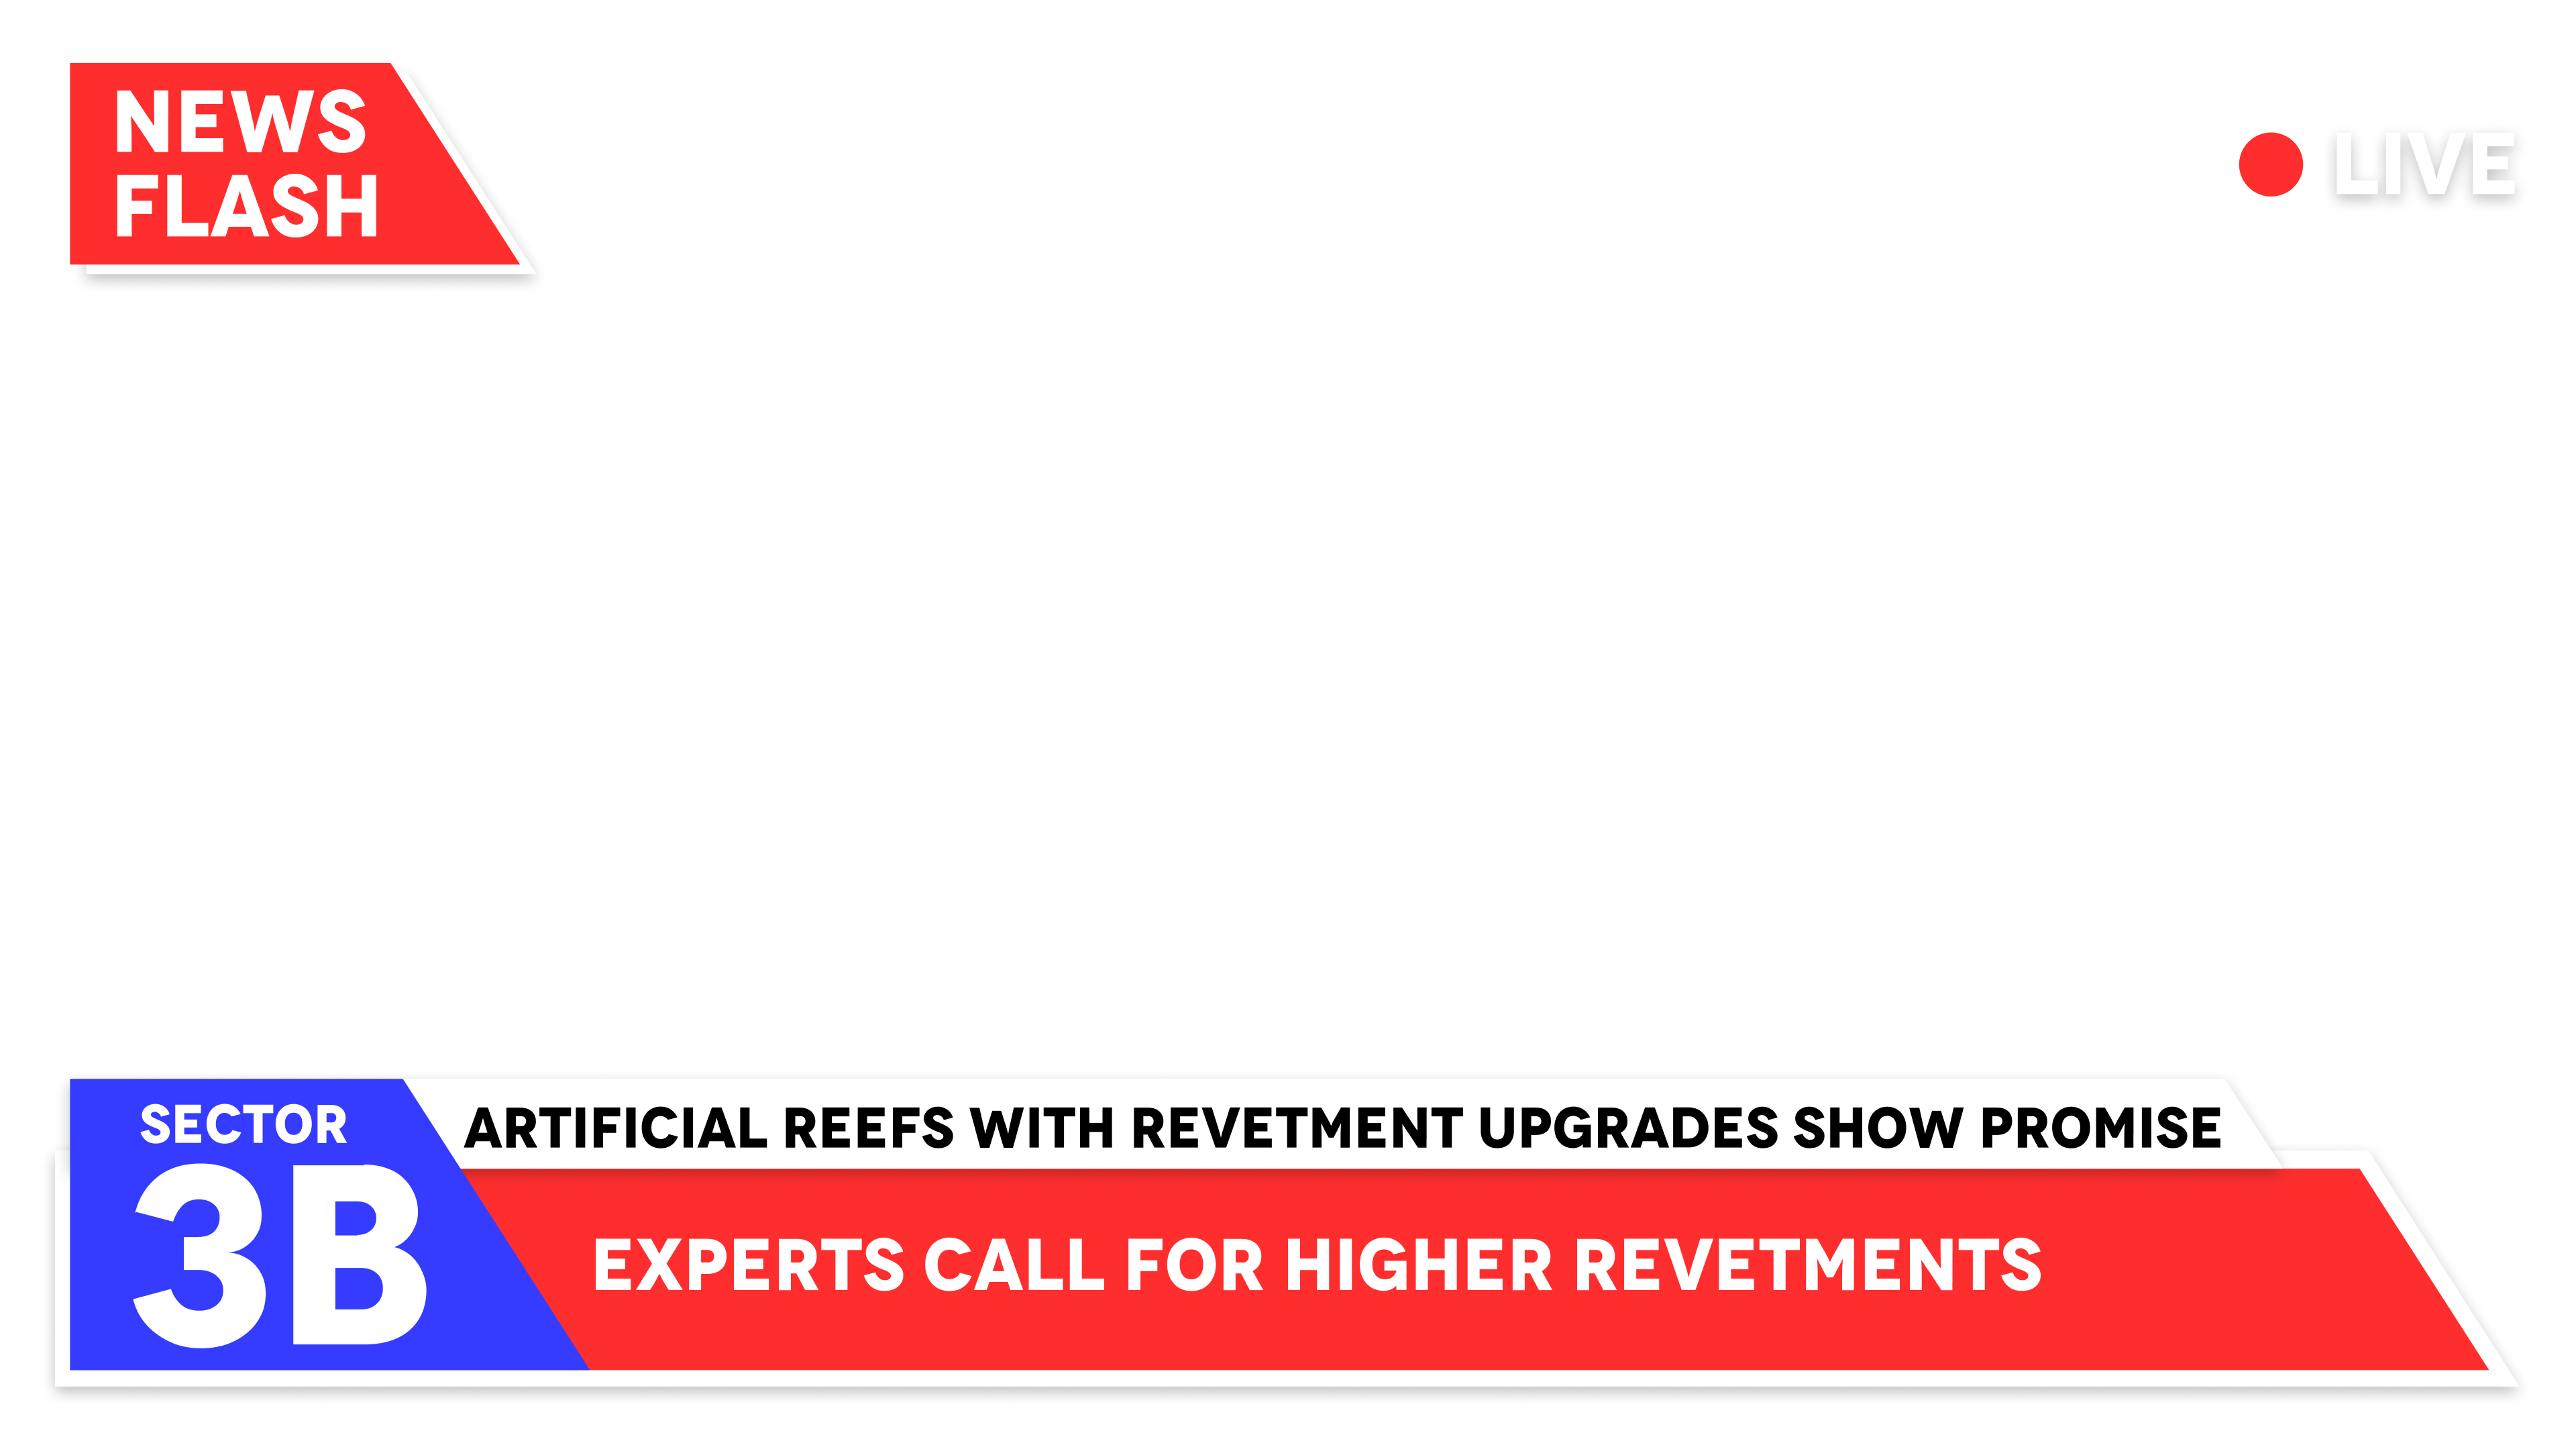 NEWS
FLASH
LIVE
SECTOR
3B
ARTIFICIAL REEFS WITH REVETMENT UPGRADES SHOW PROMISE
EXPERTS CALL FOR HIGHER REVETMENTS